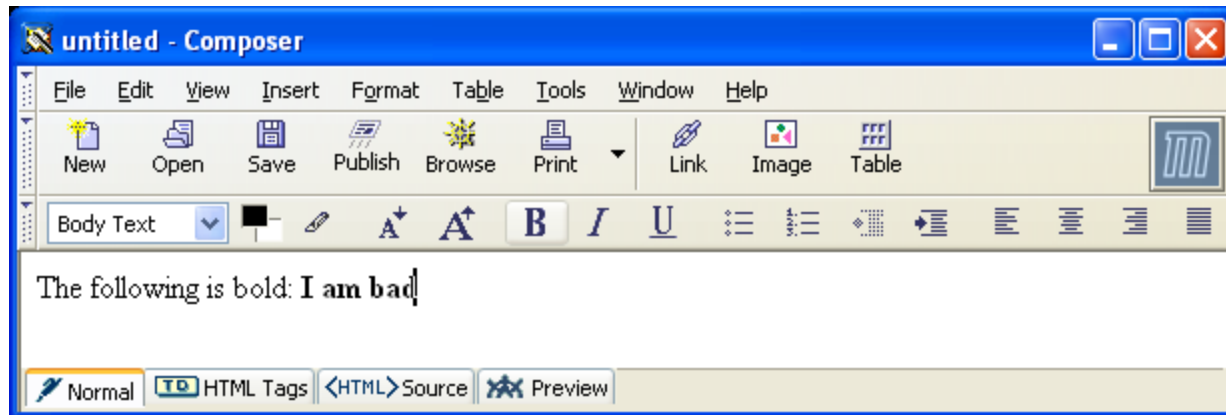 untitled - Composer
File Edit View Insert Format Table Tools Window Help
New Open Save Publish Browse Print Link Image Table
Body Text A A B I U
The following is bold: I am bad
Normal TD HTML Tags <HTML> Source Preview